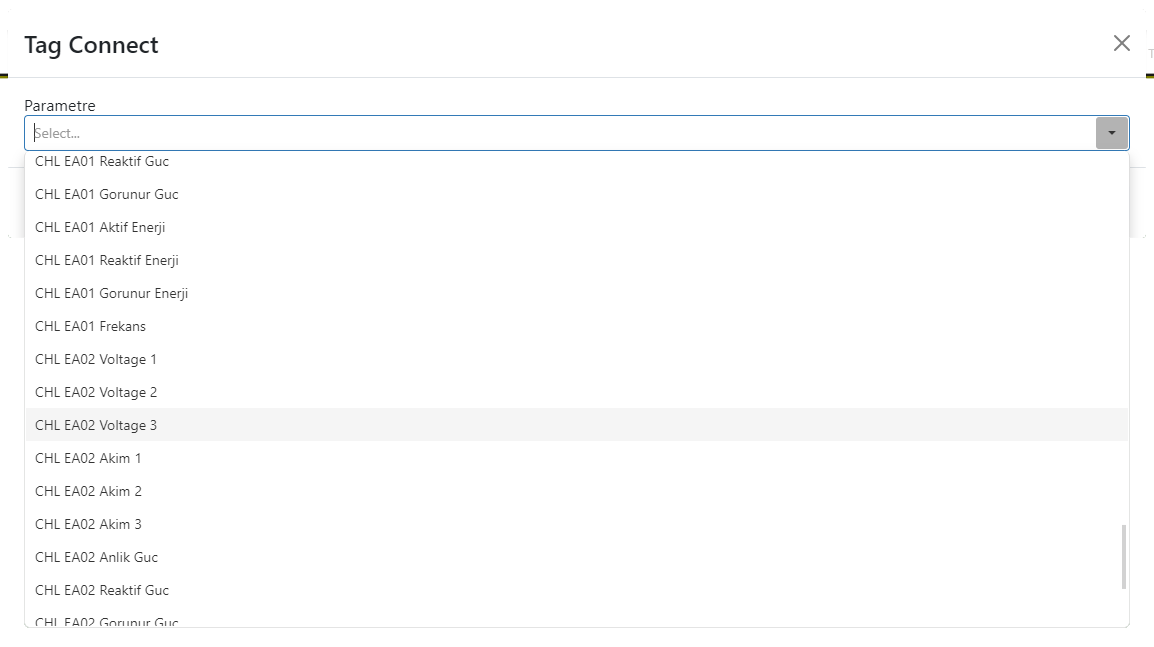 Tag Connect
T
Parametre
Select...
CHL EA01 Reaktif Guc
CHL EA01 Gorunur Guc
CHL EA01 Aktif Enerji
CHL EA01 Reaktif Enerji
CHL EA01 Gorunur Enerji
CHL EA01 Frekans
CHL EA02 Voltage 1
CHL EA02 Voltage 2
CHL EA02 Voltage 3
CHL EA02 Akim 1
CHL EA02 Akim 2
CHL EA02 Akim 3
CHL EA02 Anlik Guc
CHL EA02 Reaktif Guc
CHL EA02 Gorunur Guc